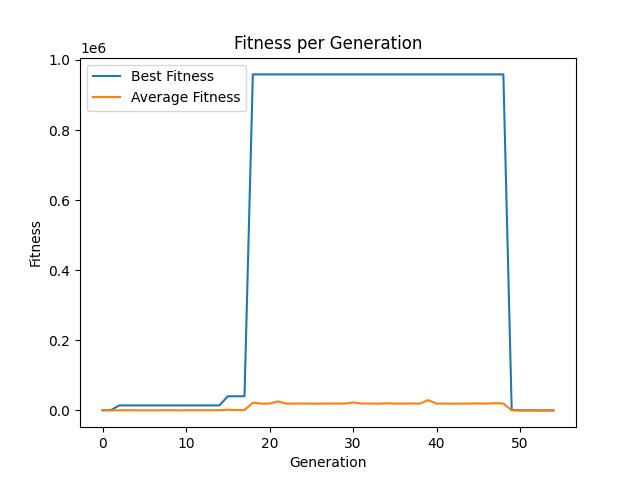 Fitness per Generation
1e6
1.0
0.8
0.6
0.4
0.2
0.0
Fitness
Best Fitness
Average Fitness
0 10 20 30 40 50
Generation